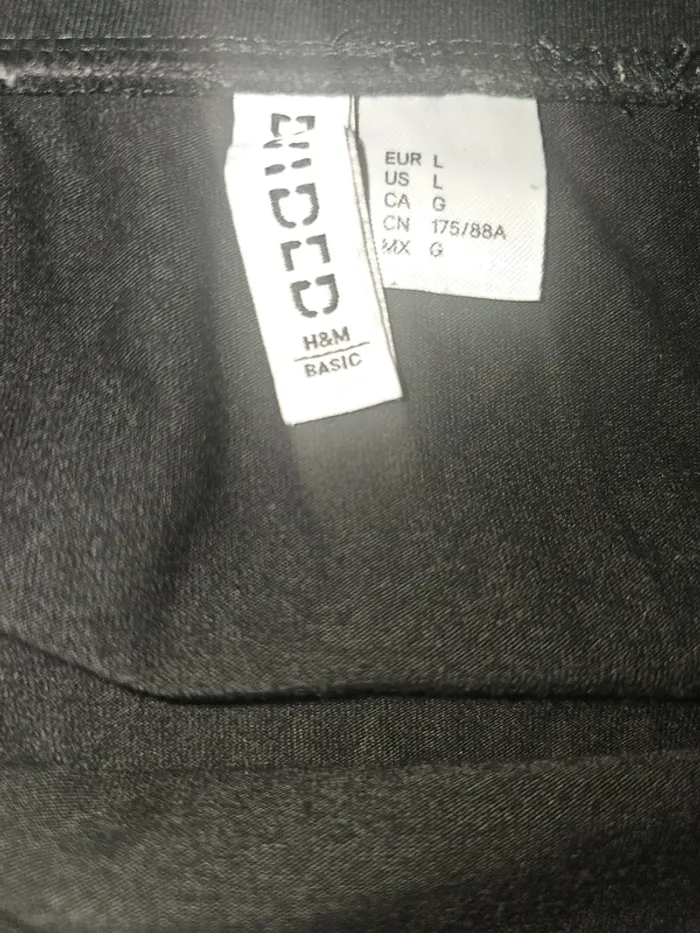 DIVIDED
H&M
BASIC
EUR L
US L
CA G
CN 175/88A
MX G